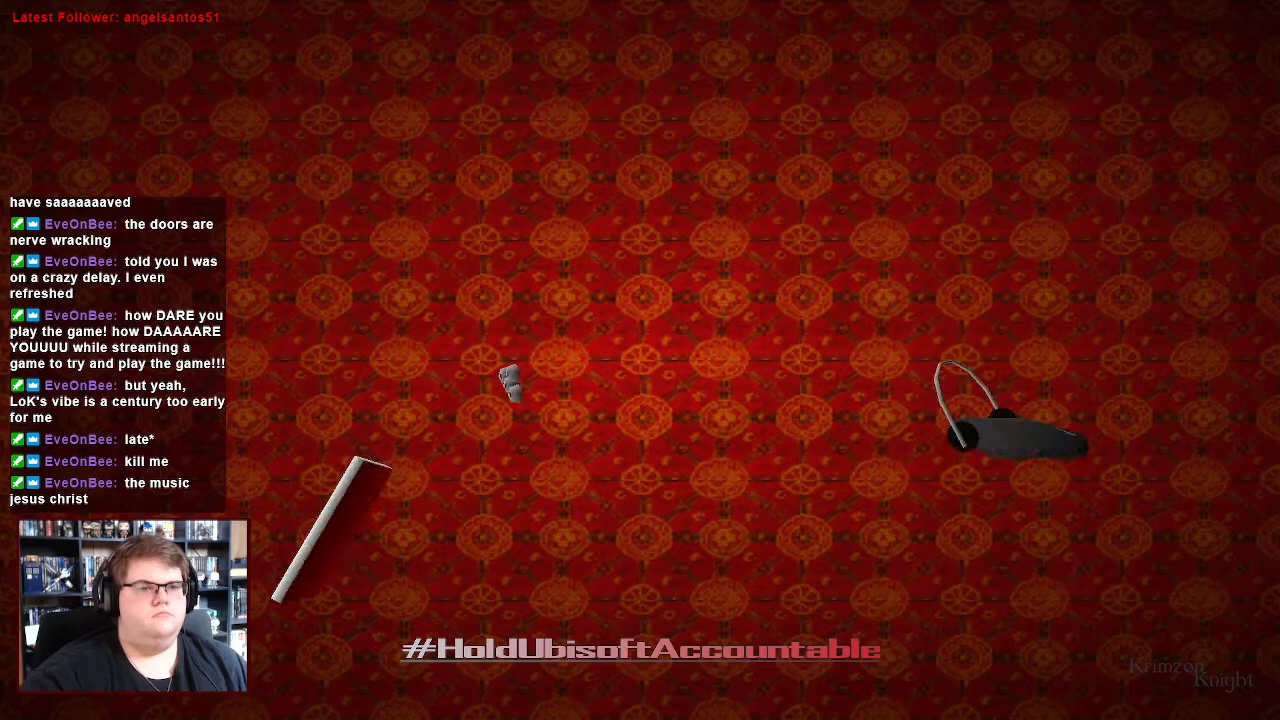 Latest Follower: angelsantos51
have saaaaaaaved
EveOnBee: the doors are
nerve wracking
EveOnBee: told you I was
on a crazy delay. I even
refreshed
EveOnBee: how DARE you
play the game! how DAAAAARE
YOUUUU while streaming a
game to try and play the game!!!
EveOnBee: but yeah,
LoK's vibe is a century too early
for me
EveOnBee: late*
EveOnBee: kill me
EveOnBee: the music
jesus christ
#HoldUbisoftAccountable
Krimzon
Knight